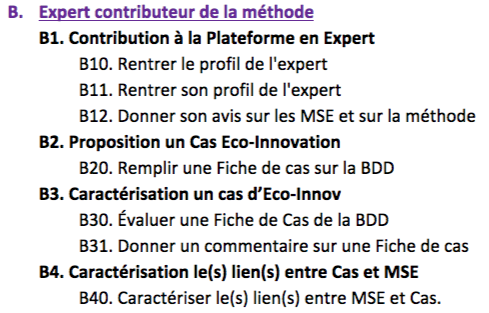 B. Expert contributeur de la méthode
B1. Contribution à la Plateforme en Expert
B10. Rentrer le profil de l'expert
B11. Rentrer son profil de l'expert
B12. Donner son avis sur les MSE et sur la méthode
B2. Proposition un Cas Eco-Innovation
B20. Remplir une Fiche de cas sur la BDD
B3. Caractérisation un cas d’Eco-Innov
B30. Évaluer une Fiche de Cas de la BDD
B31. Donner un commentaire sur une Fiche de cas
B4. Caractérisation le(s) lien(s) entre Cas et MSE
B40. Caractériser le(s) lien(s) entre MSE et Cas.